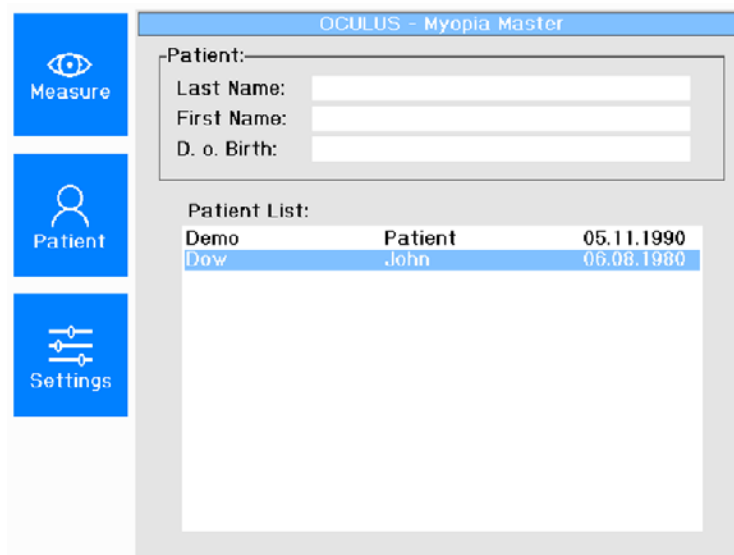 OCULUS - Myopia Master
Measure
Patient
Settings
Patient:
Last Name:
First Name:
D. o. Birth:
Patient List:
Demo Patient 05.11.1990
Dow John 06.08.1980